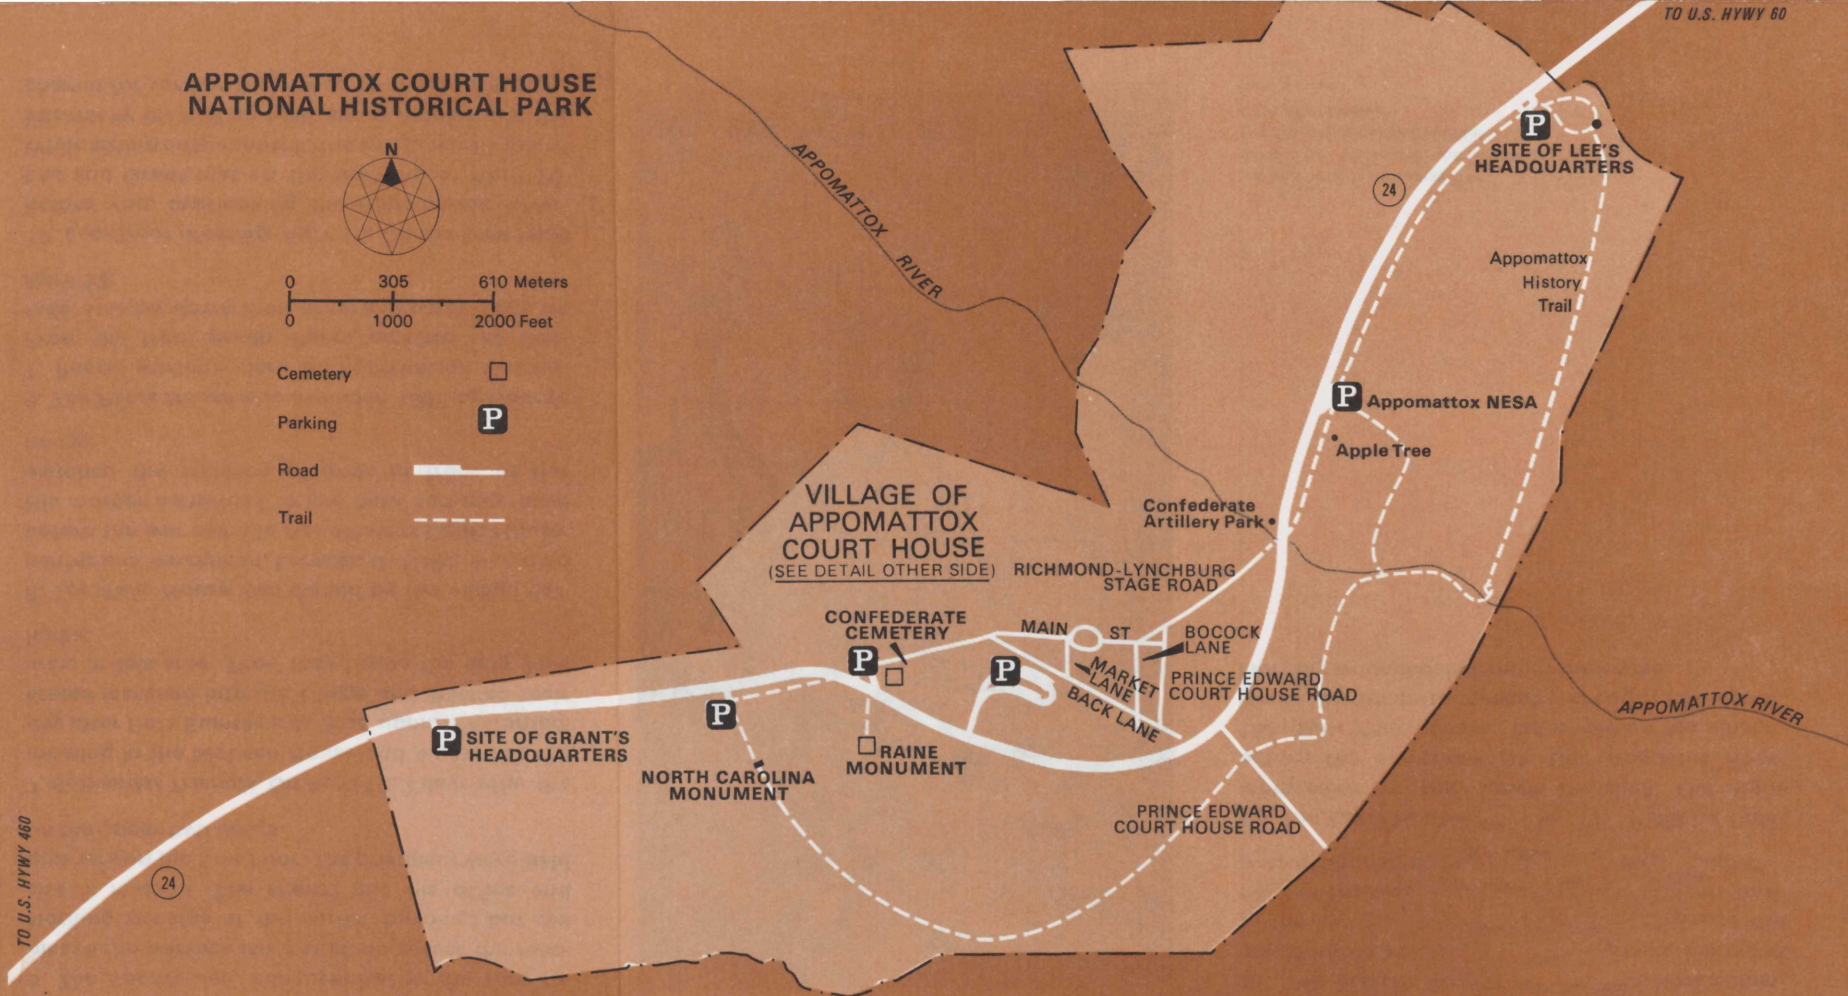 TO U.S. HYWY 60
APPOMATTOX COURT HOUSE
NATIONAL HISTORICAL PARK
N
0 305 610 Meters
0 1000 2000 Feet
Cemetery
Parking P
Road
Trail
APPOMATTOX RIVER
P
SITE OF LEE'S
HEADQUARTERS
24
Appomattox
History
Trail
P Appomattox NESA
Apple Tree
Confederate
Artillery Park
VILLAGE OF
APPOMATTOX
COURT HOUSE
(SEE DETAIL OTHER SIDE)
RICHMOND-LYNCHBURG
STAGE ROAD
CONFEDERATE
CEMETERY
P
MAIN ST
BOCOCK
LANE
P
MARKET
LANE
BACK LANE
PRINCE EDWARD
COURT HOUSE ROAD
APPOMATTOX RIVER
P
P SITE OF GRANT'S
HEADQUARTERS
RAINE
MONUMENT
NORTH CAROLINA
MONUMENT
PRINCE EDWARD
COURT HOUSE ROAD
24
TO U.S. HYWY 460